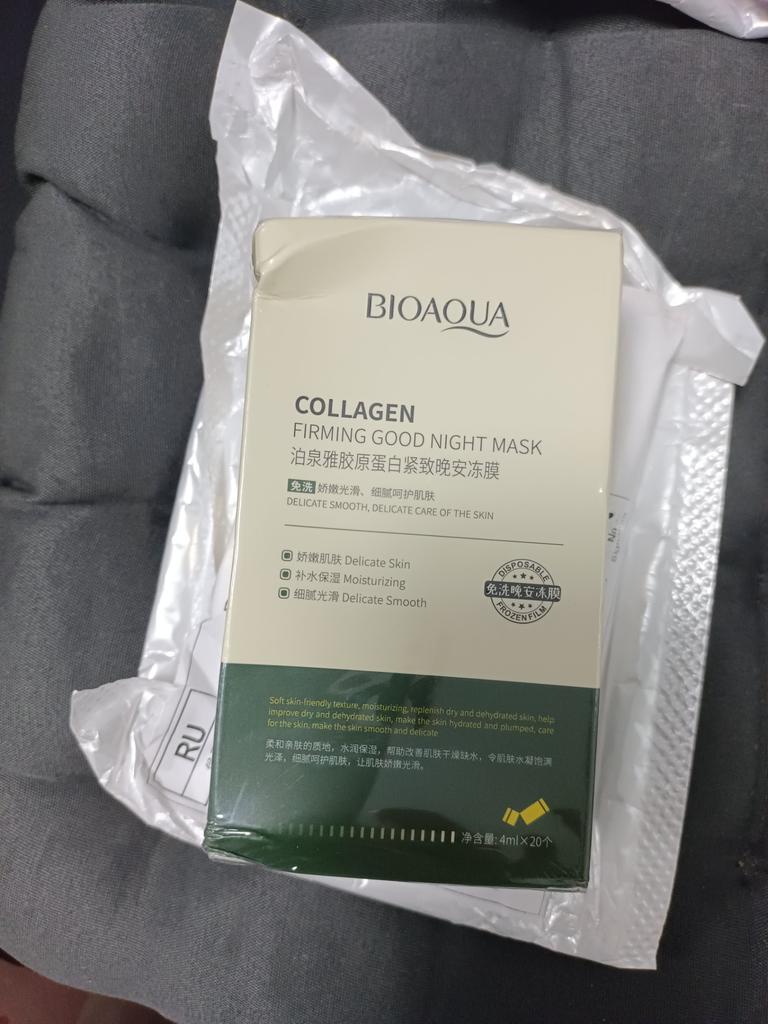 BIOAQUA
COLLAGEN
FIRMING GOOD NIGHT MASK
泊泉雅胶原蛋白紧致晚安冻膜
免洗 娇嫩光滑、细腻呵护肌肤
DELICATE SMOOTH, DELICATE CARE OF THE SKIN
娇嫩肌肤 Delicate Skin
补水保湿 Moisturizing
细腻光滑 Delicate Smooth
DISPOSABLE
免洗晚安冻膜
FROZEN FILM
Soft skin-friendly texture, moisturizing, replenish dry and dehydrated skin, help
improve dry and dehydrated skin, make the skin hydrated and plumped, care
for the skin, make the skin smooth and delicate
柔和亲肤的质地，水润保湿，帮助改善肌肤干燥缺水，令肌肤水凝饱满
光泽，细腻呵护肌肤，让肌肤娇嫩光滑。
净含量: 4ml×20个
RU
No